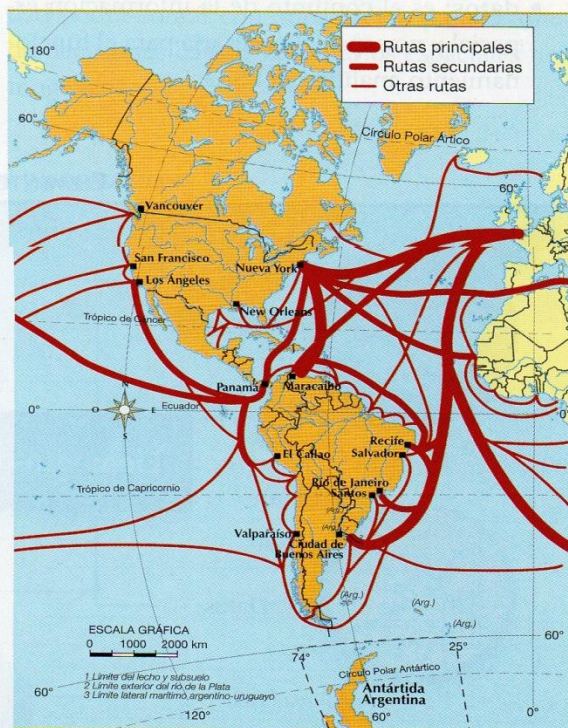 Rutas principales
Rutas secundarias
Otras rutas
180°
60°
Círculo Polar Ártico
60°
Vancouver
San Francisco
Los Ángeles
Nueva York
New Orleans
Trópico de Cáncer
Panamá
Maracaibo
N
O
E
S
0°
Ecuador
0°
Recife
Salvador
El Callao
Río de Janeiro
Santos
Trópico de Capricornio
(Arg.)
(Arg.)
Valparaíso
Ciudad de
Buenos Aires
(Arg.)
(Arg.)
(Arg.)
ESCALA GRÁFICA
0 1000 2000 km
1 Límite del lecho y subsuelo
2 Límite exterior del río de la Plata
3 Límite lateral marítimo argentino-uruguayo
74°
25°
60°
Círculo Polar Antártico
Antártida
Argentina
60°
120°
60°
0°